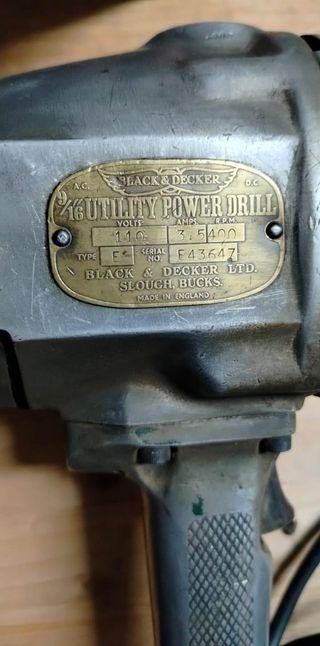 A.C. BLACK & DECKER D.C.
9/16 UTILITY POWER DRILL
VOLTS AMPS R.P.M.
110 3,5 400
TYPE E SERIAL NO. E43647
BLACK & DECKER LTD.
SLOUGH, BUCKS.
MADE IN ENGLAND